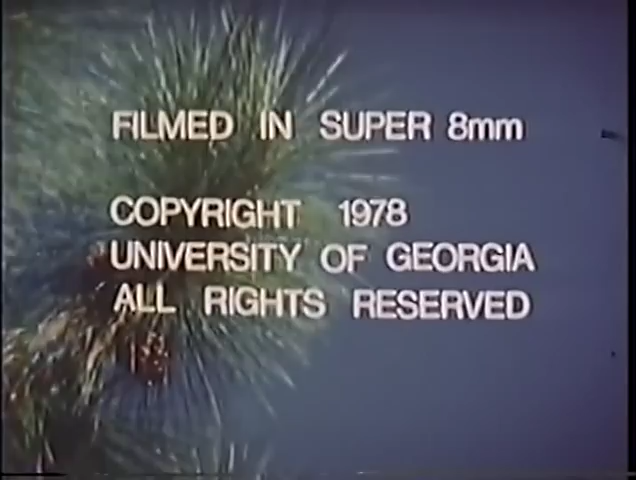 FILMED IN SUPER 8mm
COPYRIGHT 1978
UNIVERSITY OF GEORGIA
ALL RIGHTS RESERVED